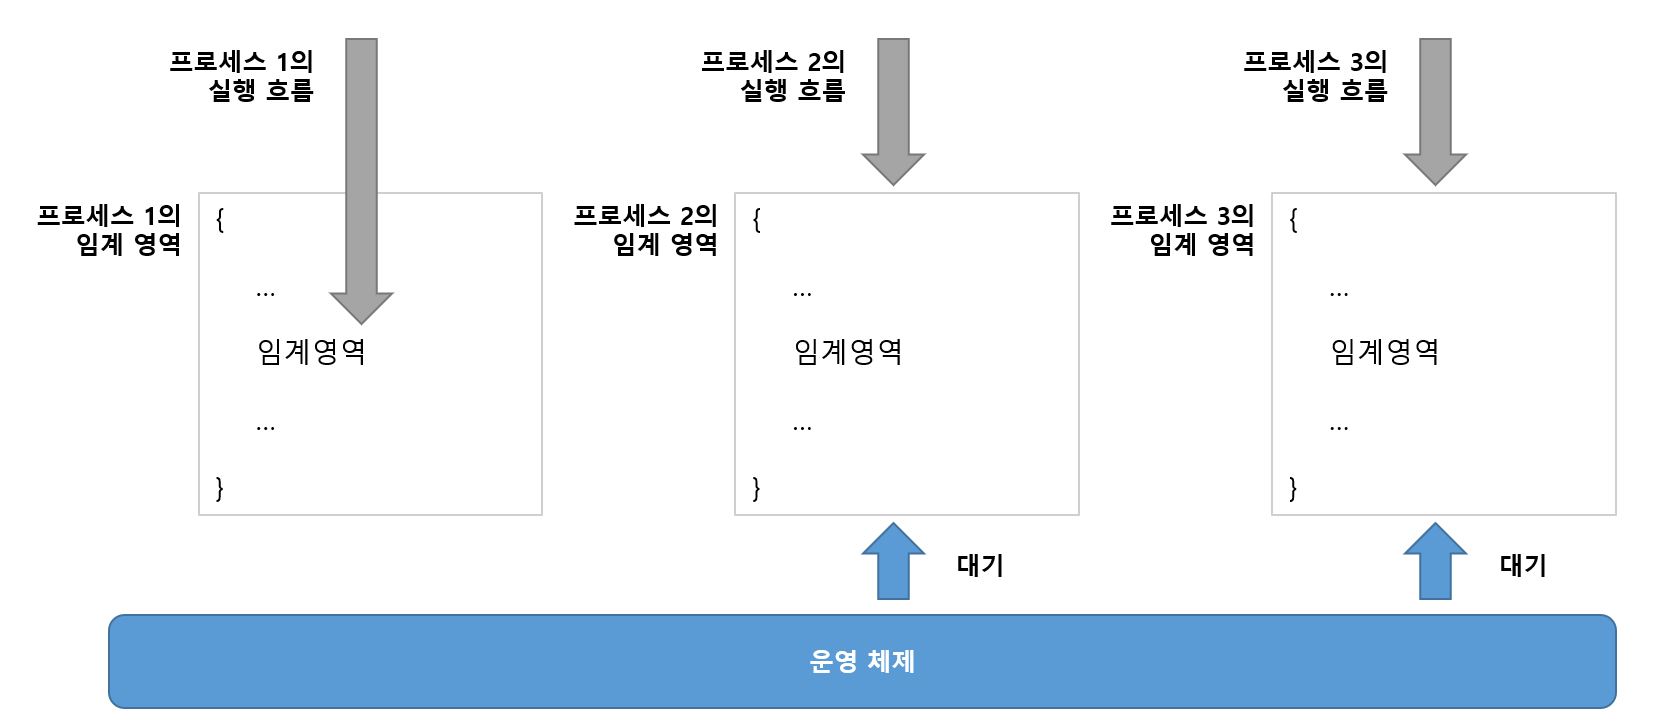 프로세스 1의
실행 흐름
프로세스 2의
실행 흐름
프로세스 3의
실행 흐름
프로세스 1의
임계 영역
{
...
임계영역
...
}
프로세스 2의
임계 영역
{
...
임계영역
...
}
프로세스 3의
임계 영역
{
...
임계영역
...
}
대기
대기
운영 체제